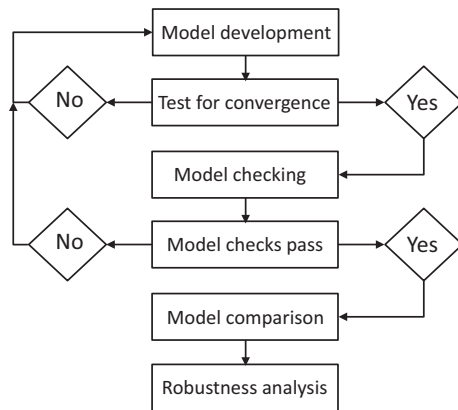 Model development
No
Test for convergence
Yes
Model checking
No
Model checks pass
Yes
Model comparison
Robustness analysis